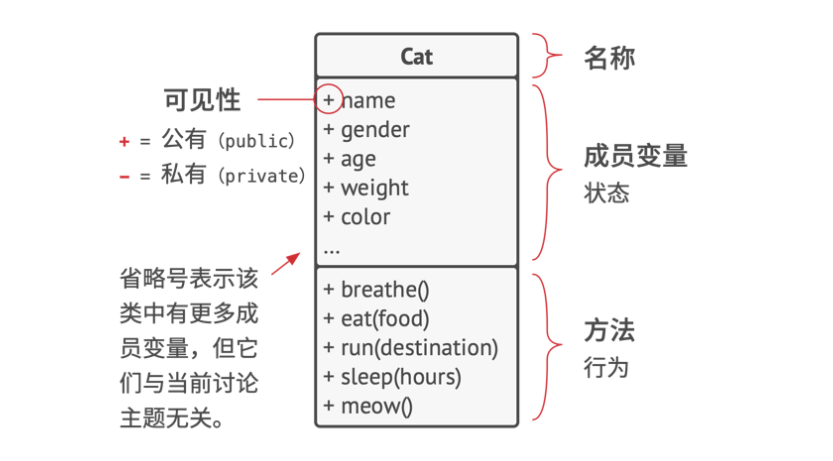 Cat
名称
可见性
+ = 公有（public）
− = 私有（private）
+ name
+ gender
+ age
+ weight
+ color
...
成员变量
状态
省略号表示该
类中有更多成
员变量，但它
们与当前讨论
主题无关。
+ breathe()
+ eat(food)
+ run(destination)
+ sleep(hours)
+ meow()
方法
行为